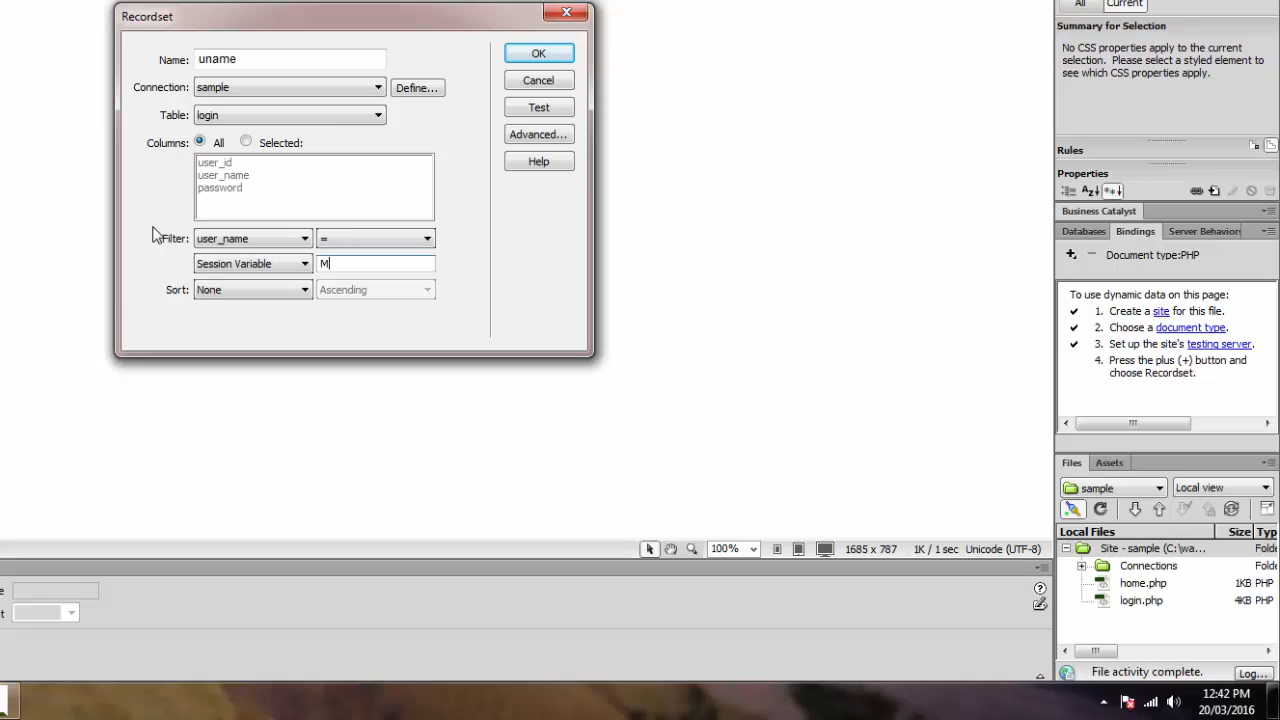 Recordset
Name: uname
Connection: sample Define...
Table: login
Columns: All Selected:
user_id
user_name
password
Filter: user_name =
Session Variable M
Sort: None Ascending
OK
Cancel
Test
Advanced...
Help
All Current
Summary for Selection
No CSS properties apply to the current
selection. Please select a styled element to
see which CSS properties apply.
Rules
Properties
Az
Business Catalyst
Databases Bindings Server Behavior
Document type:PHP
To use dynamic data on this page:
1. Create a site for this file.
2. Choose a document type.
3. Set up the site's testing server.
4. Press the plus (+) button and
choose Recordset.
Files Assets
sample Local view
Local Files Size Typ
Site - sample (C:\wa... Folde
Connections Folde
home.php 1KB PHP
login.php 4KB PHP
File activity complete. Log...
100% 1685 x 787 1K / 1 sec Unicode (UTF-8)
e
t
12:42 PM
20/03/2016